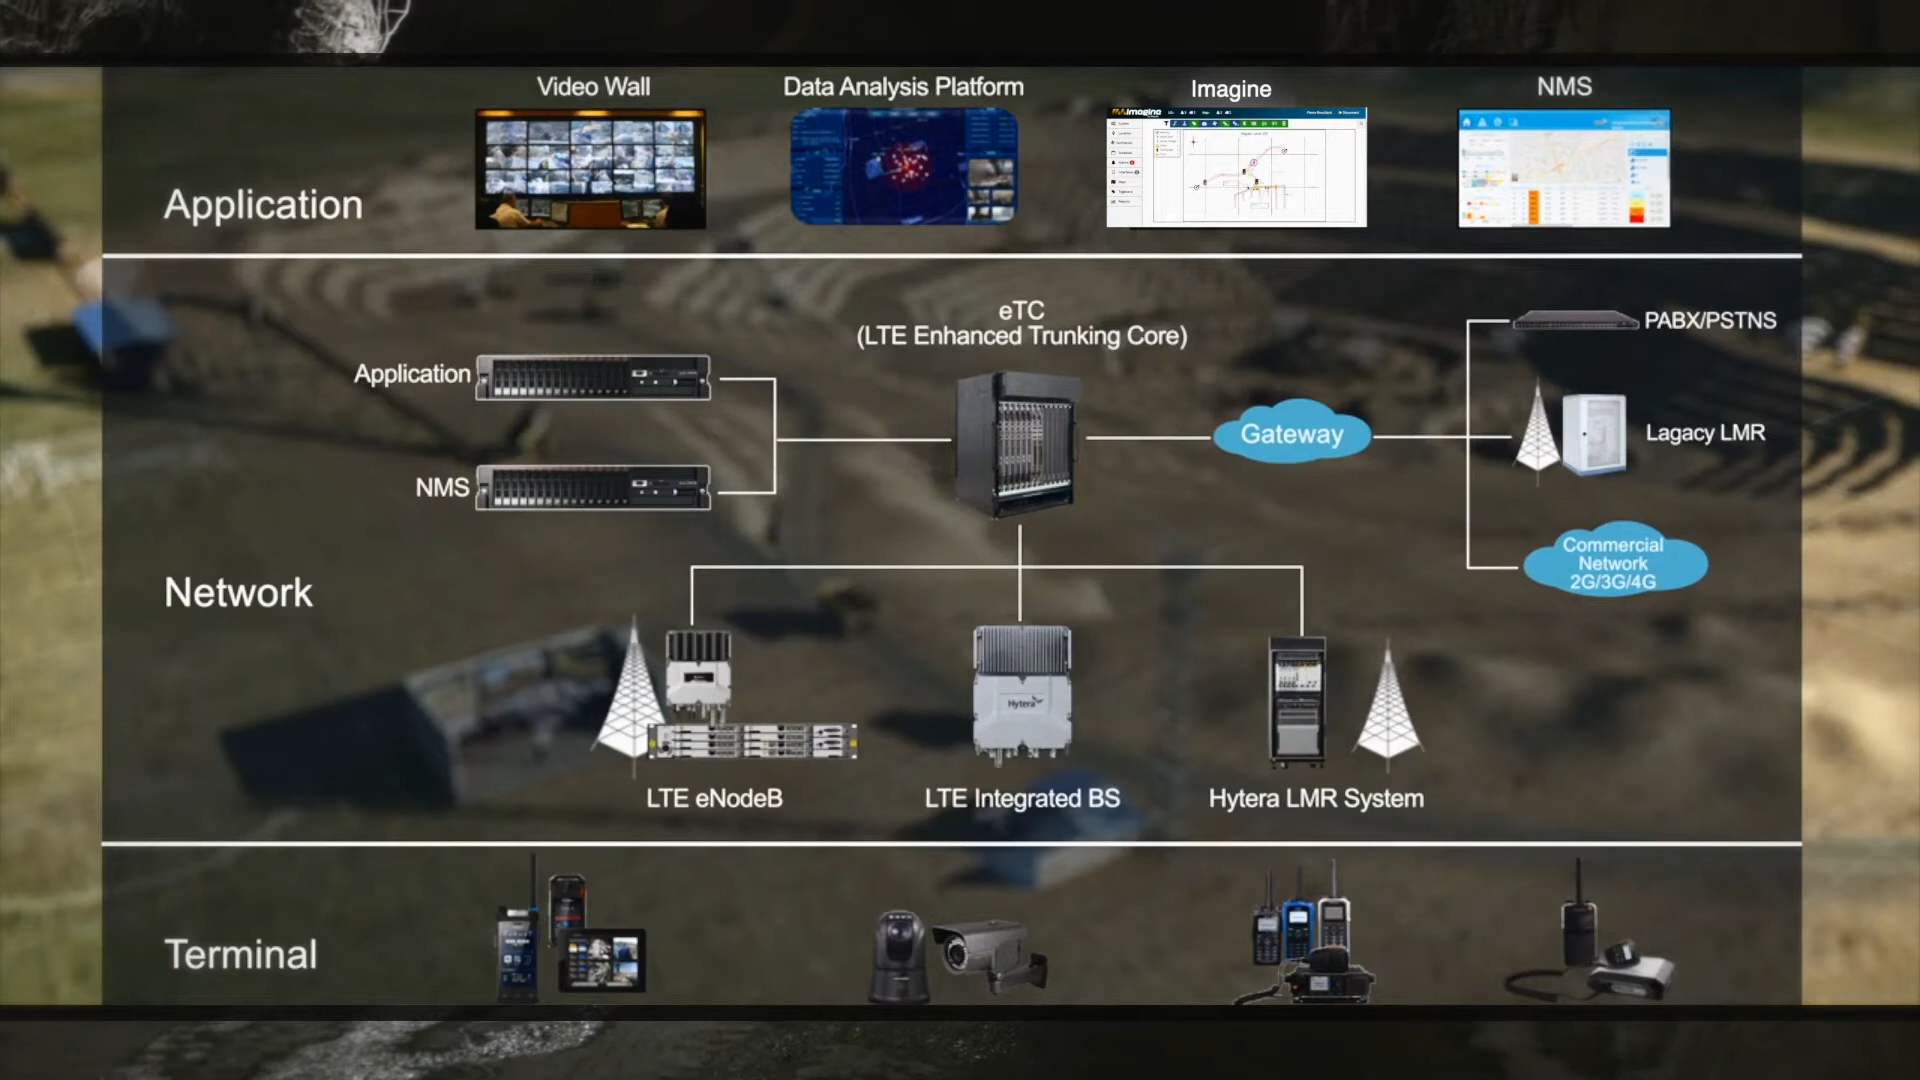 Video Wall
Data Analysis Platform
Imagine
NMS
Application
eTC
(LTE Enhanced Trunking Core)
PABX/PSTNS
Application
Gateway
Lagacy LMR
NMS
Commercial
Network
2G/3G/4G
Network
Hytera
LTE eNodeB
LTE Integrated BS
Hytera LMR System
Terminal